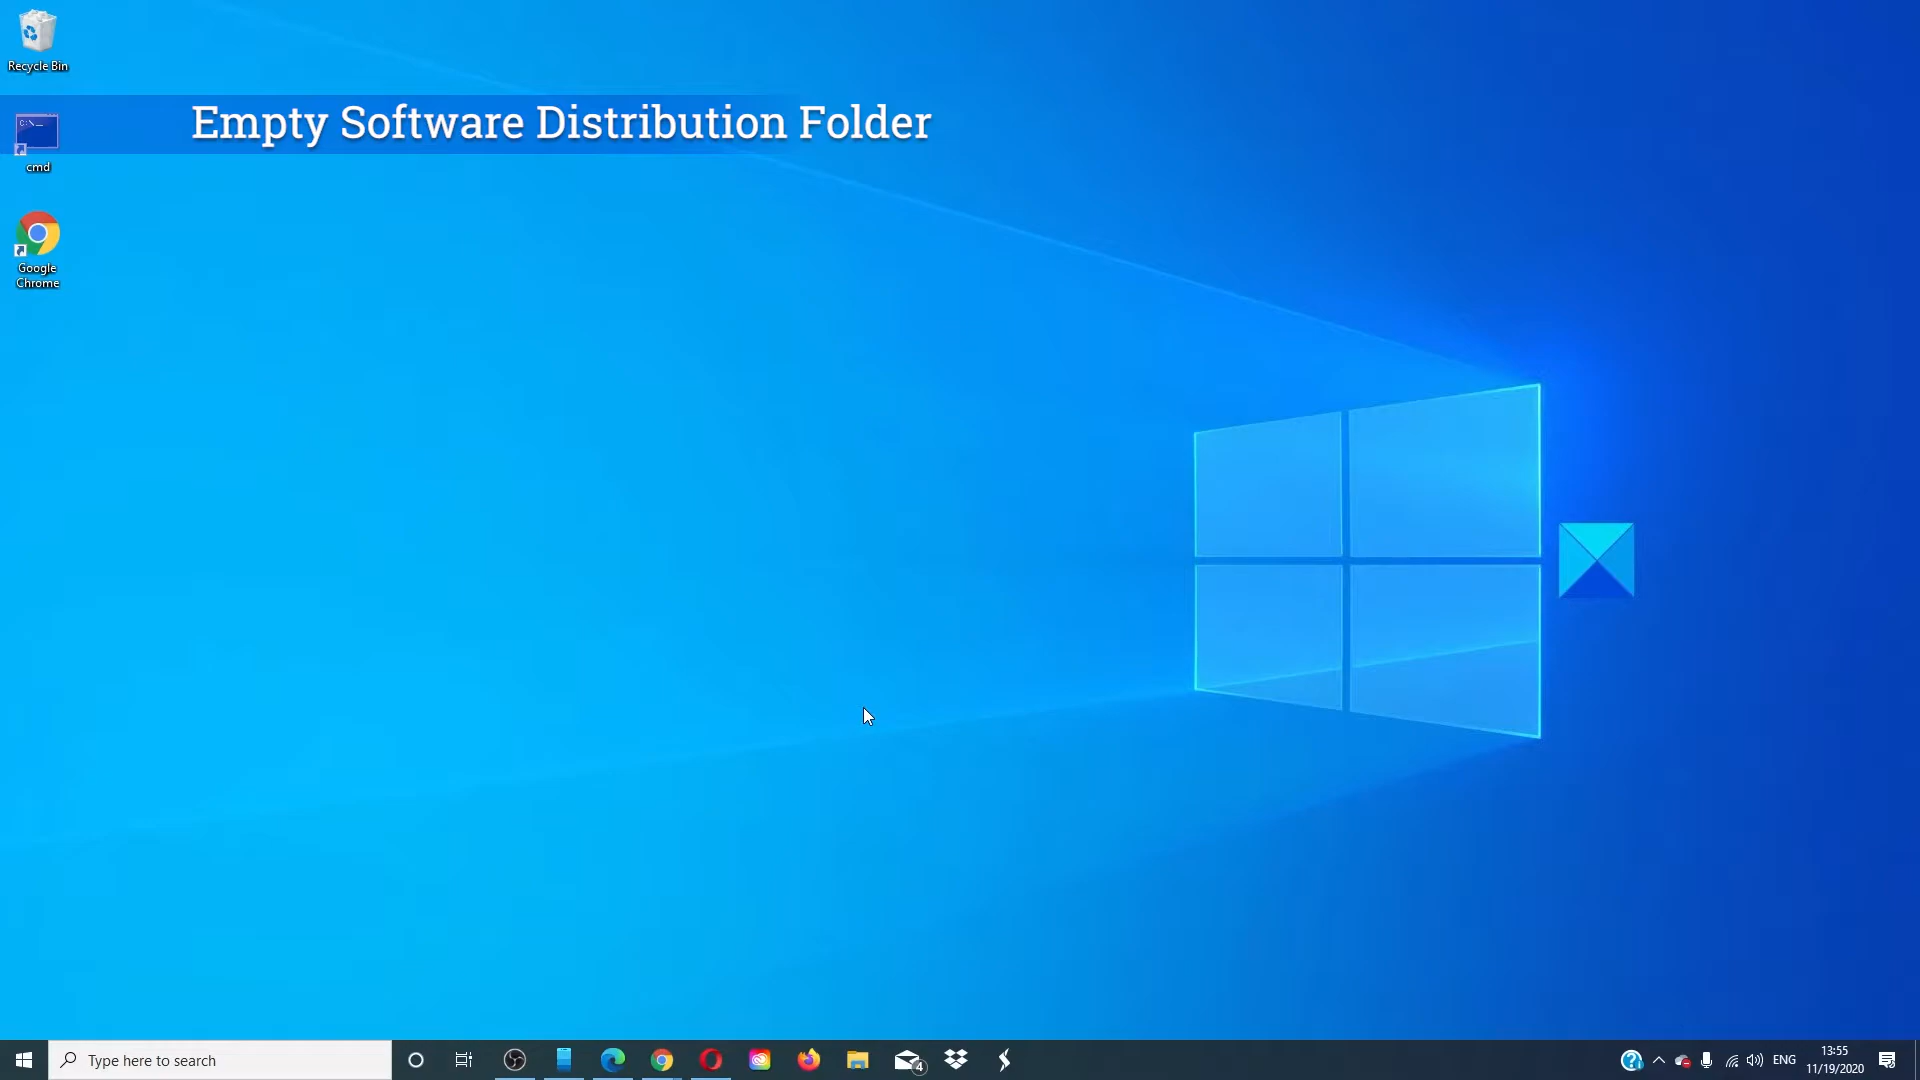 Recycle Bin
Empty Software Distribution Folder
C:\_
cmd
Google
Chrome
Type here to search
4
ENG
13:55
11/19/2020